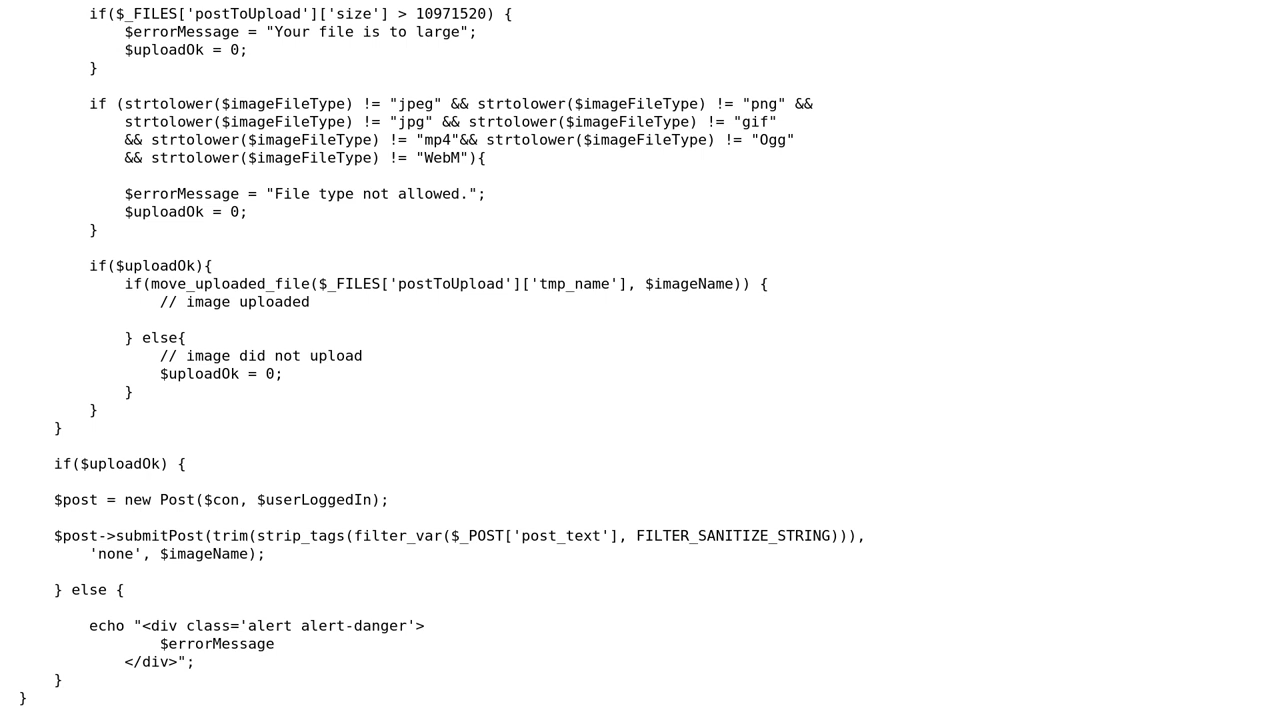 if($_FILES['postToUpload']['size'] > 10971520) {
$errorMessage = "Your file is to large";
$uploadOk = 0;
}
if (strtolower($imageFileType) != "jpeg" && strtolower($imageFileType) != "png" &&
strtolower($imageFileType) != "jpg" && strtolower($imageFileType) != "gif"
&& strtolower($imageFileType) != "mp4"&& strtolower($imageFileType) != "Ogg"
&& strtolower($imageFileType) != "WebM"){
$errorMessage = "File type not allowed.";
$uploadOk = 0;
}
if($uploadOk){
if(move_uploaded_file($_FILES['postToUpload']['tmp_name'], $imageName)) {
// image uploaded
} else{
// image did not upload
$uploadOk = 0;
}
}
}
if($uploadOk) {
$post = new Post($con, $userLoggedIn);
$post->submitPost(trim(strip_tags(filter_var($_POST['post_text'], FILTER_SANITIZE_STRING))),
'none', $imageName);
} else {
echo "<div class='alert alert-danger'>
$errorMessage
</div>";
}
}